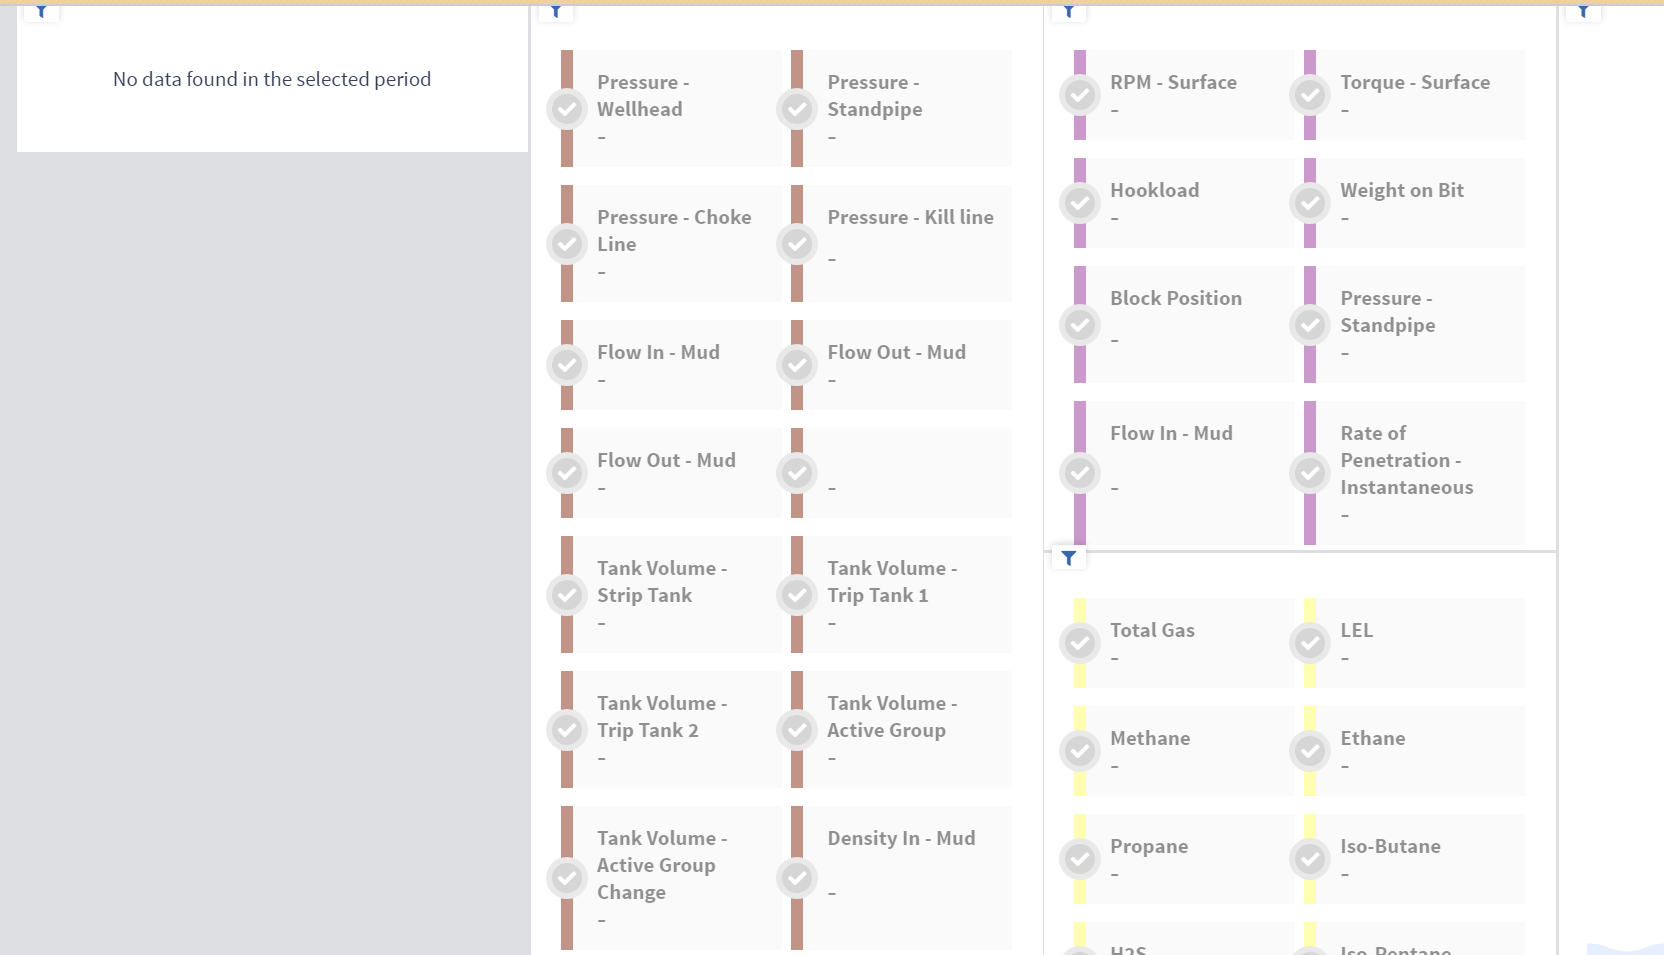 No data found in the selected period
Pressure -
Wellhead
–
Pressure -
Standpipe
–
Pressure - Choke
Line
–
Pressure - Kill line
–
Flow In - Mud
–
Flow Out - Mud
–
Flow Out - Mud
–
–
Tank Volume -
Strip Tank
–
Tank Volume -
Trip Tank 1
–
Tank Volume -
Trip Tank 2
–
Tank Volume -
Active Group
–
Tank Volume -
Active Group
Change
–
Density In - Mud
–
RPM - Surface
–
Torque - Surface
–
Hookload
–
Weight on Bit
–
Block Position
–
Pressure -
Standpipe
–
Flow In - Mud
–
Rate of
Penetration -
Instantaneous
–
Total Gas
–
LEL
–
Methane
–
Ethane
–
Propane
–
Iso-Butane
–
H2S
Iso-Pentane